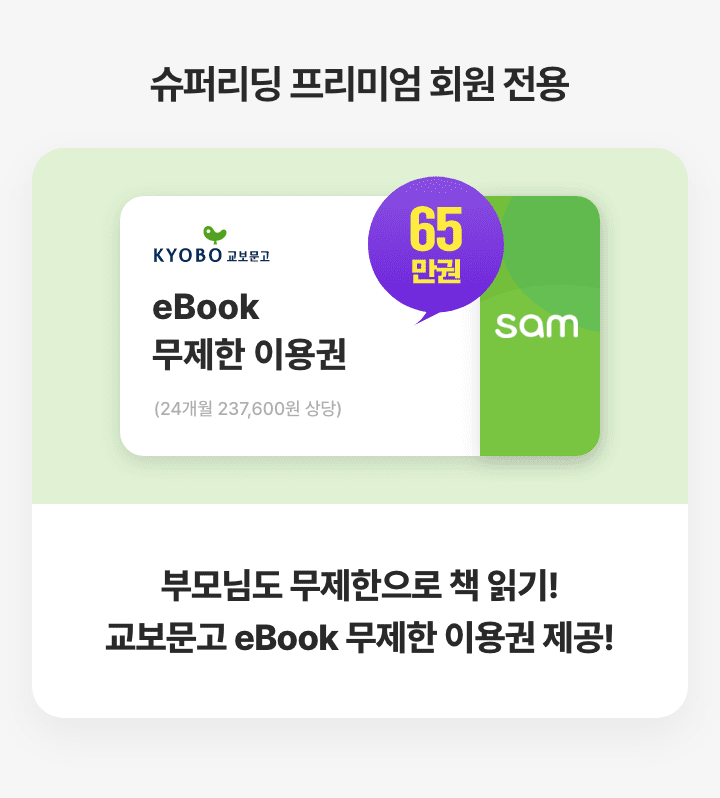 슈퍼리딩 프리미엄 회원 전용
65
만권
KYOBO 교보문고
eBook
무제한 이용권
(24개월 237,600원 상당)
sam
부모님도 무제한으로 책 읽기!
교보문고 eBook 무제한 이용권 제공!